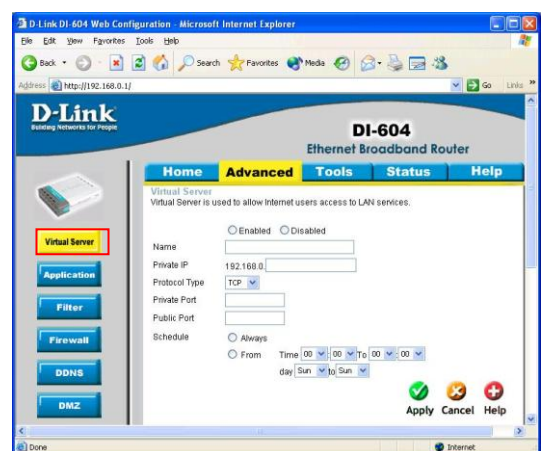 D-Link DI-604 Web Configuration - Microsoft Internet Explorer
File Edit View Favorites Tools Help
Back Search Favorites Media
Address http://192.168.0.1/ Go Links »
D-Link
Building Networks for People
DI-604
Ethernet Broadband Router
Home Advanced Tools Status Help
Virtual Server
Virtual Server is used to allow Internet users access to LAN services.
Enabled Disabled
Name
Private IP 192.168.0.
Protocol Type TCP
Private Port
Public Port
Schedule Always
From Time 00 : 00 To 00 : 00
day Sun to Sun
Apply Cancel Help
Virtual Server
Application
Filter
Firewall
DDNS
DMZ
Done Internet